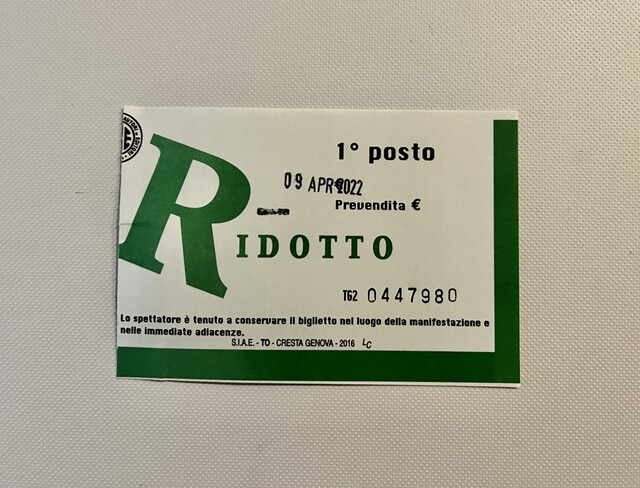 1° posto
09 APR 2022
Prevendita €
RIDOTTO
TG2 0447980
Lo spettatore è tenuto a conservare il biglietto nel luogo della manifestazione e
nelle immediate adiacenze.
S.I.A.E. - TO - CRESTA GENOVA - 2016 LC